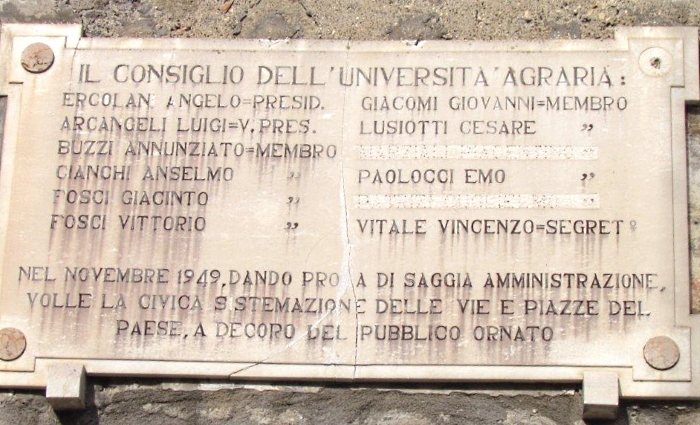 IL CONSIGLIO DELL'UNIVERSITA' AGRARIA:
ERCOLANI ANGELO=PRESID.
ARCANGELI LUIGI=V. PRES.
BUZZI ANNUNZIATO=MEMBRO
CIANCHI ANSELMO "
FOSCI GIACINTO "
FOSCI VITTORIO "
GIACOMI GIOVANNI=MEMBRO
LUSIOTTI CESARE "
PAOLOCCI EMO "
VITALE VINCENZO=SEGRETº
NEL NOVEMBRE 1949, DANDO PROVA DI SAGGIA AMMINISTRAZIONE,
VOLLE LA CIVICA SISTEMAZIONE DELLE VIE E PIAZZE DEL
PAESE, A DECORO DEL PUBBLICO ORNATO